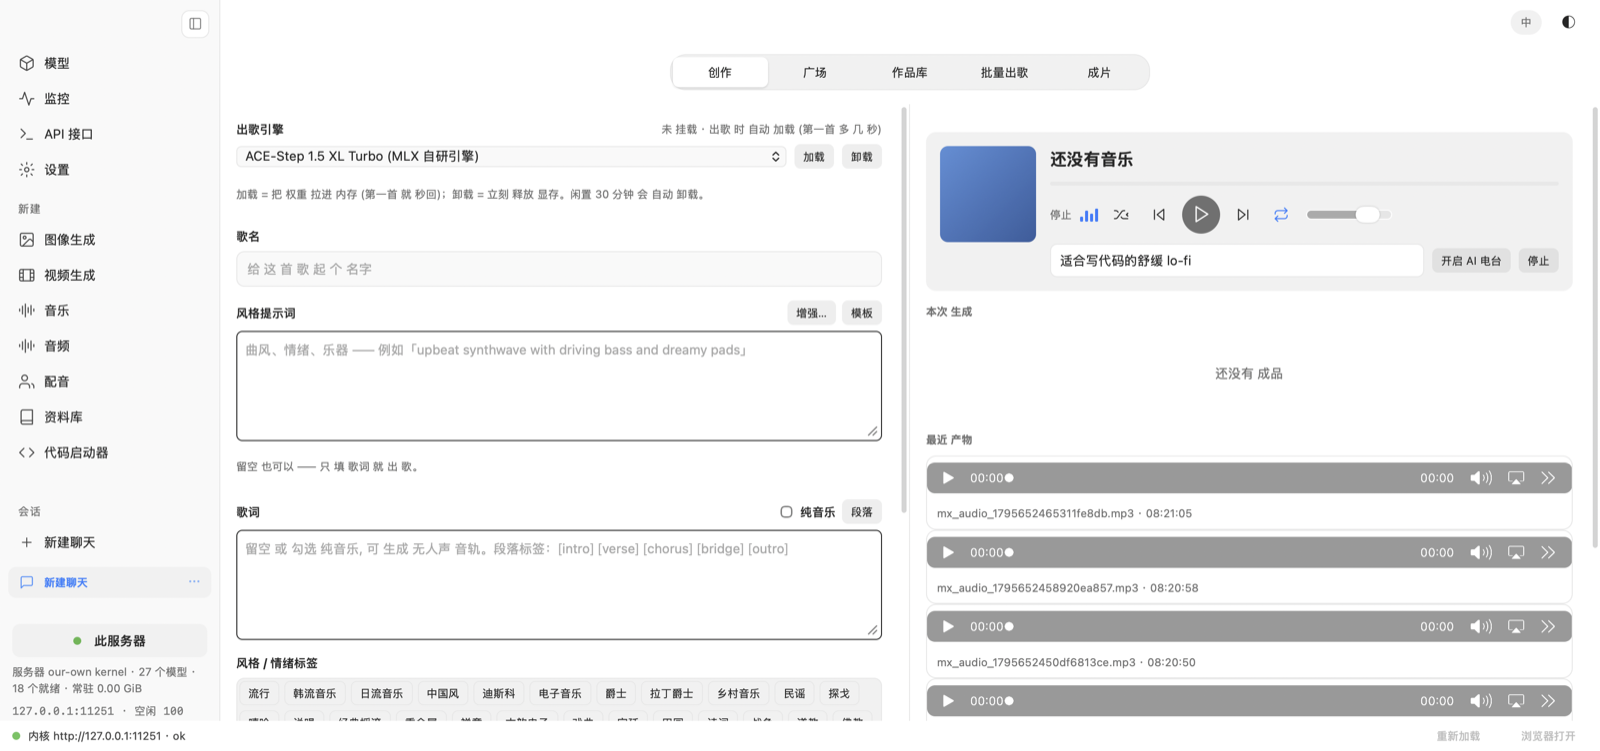 中
模型
监控
API 接口
设置
新建
图像生成
视频生成
音乐
音频
配音
资料库
代码启动器
会话
新建聊天
新建聊天
此服务器
服务器 our-own kernel · 27 个模型 ·
18 个就绪 · 常驻 0.00 GiB
127.0.0.1:11251 · 空闲 100
内核 http://127.0.0.1:11251 · ok
创作 广场 作品库 批量出歌 成片
出歌引擎 未 挂载 · 出歌 时 自动 加载 (第一首 多 几 秒)
ACE-Step 1.5 XL Turbo (MLX 自研引擎) 加载 卸载
加载 = 把 权重 拉进 内存 (第一首 就 秒回)；卸载 = 立刻 释放 显存。闲置 30 分钟 会 自动 卸载。
歌名
给 这 首 歌 起 个 名字
风格提示词 增强... 模板
曲风、情绪、乐器 —— 例如「upbeat synthwave with driving bass and dreamy pads」
留空 也可以 —— 只 填 歌词 就 出 歌。
歌词 纯音乐 段落
留空 或 勾选 纯音乐, 可 生成 无人声 音轨。段落标签：[intro] [verse] [chorus] [bridge] [outro]
风格 / 情绪标签
流行 韩流音乐 日流音乐 中国风 迪斯科 电子音乐 爵士 拉丁爵士 乡村音乐 民谣 探戈
还没有音乐
停止
适合写代码的舒缓 lo-fi 开启 AI 电台 停止
本次 生成
还没有 成品
最近 产物
00:00 00:00
mx_audio_1795652465311fe8db.mp3 · 08:21:05
00:00 00:00
mx_audio_1795652458920ea857.mp3 · 08:20:58
00:00 00:00
mx_audio_1795652450df6813ce.mp3 · 08:20:50
00:00 00:00
重新加载 浏览器打开